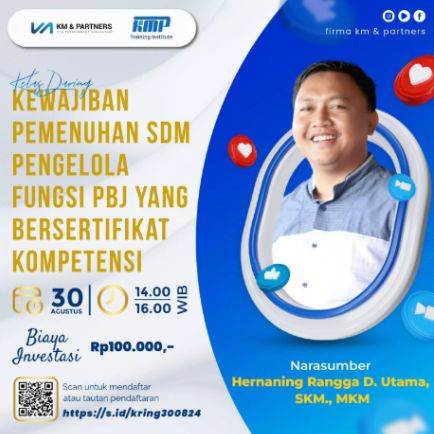 KM & PARTNERS
KMP
Training Institute
firma km & partners
Kelas Daring
KEWAJIBAN
PEMENUHAN SDM
PENGELOLA
FUNGSI PBJ YANG
BERSERTIFIKAT
KOMPETENSI
30
AGUSTUS
14.00
16.00
WIB
Biaya
Investasi
Rp100.000,-
Scan untuk mendaftar
atau tautan pendaftaran
https://s.id/kring300824
Narasumber
Hernaning Rangga D. Utama,
SKM., MKM